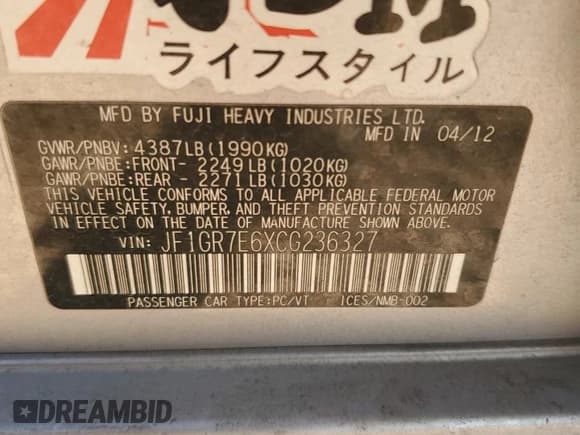 JDM
ライフスタイル
MFD BY FUJI HEAVY INDUSTRIES LTD.
MFD IN 04/12
GVWR/PNBV: 4387LB (1990KG)
GAWR/PNBE: FRONT- 2249LB (1020KG)
GAWR/PNBE: REAR - 2271LB (1030KG)
THIS VEHICLE CONFORMS TO ALL APPLICABLE FEDERAL MOTOR
VEHICLE SAFETY, BUMPER, AND THEFT PREVENTION STANDARDS
IN EFFECT ON THE DATE OF MANUFACTURE SHOWN ABOVE.
VIN: JF1GR7E6XCG236327
PASSENGER CAR TYPE:PC/VT ICES/NMB-002
DREAMBID